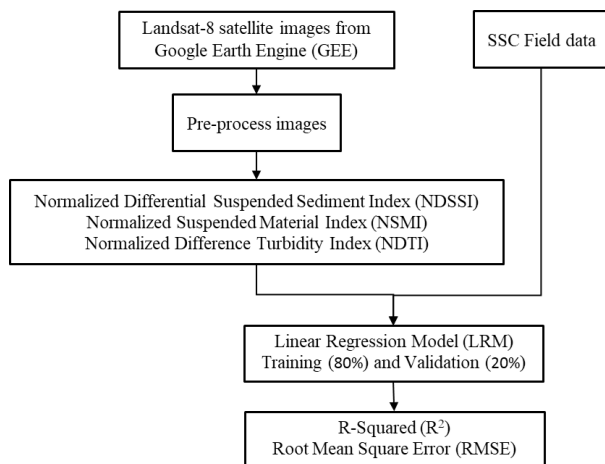 Landsat-8 satellite images from
Google Earth Engine (GEE)
SSC Field data
Pre-process images
Normalized Differential Suspended Sediment Index (NDSSI)
Normalized Suspended Material Index (NSMI)
Normalized Difference Turbidity Index (NDTI)
Linear Regression Model (LRM)
Training (80%) and Validation (20%)
R-Squared (R²)
Root Mean Square Error (RMSE)